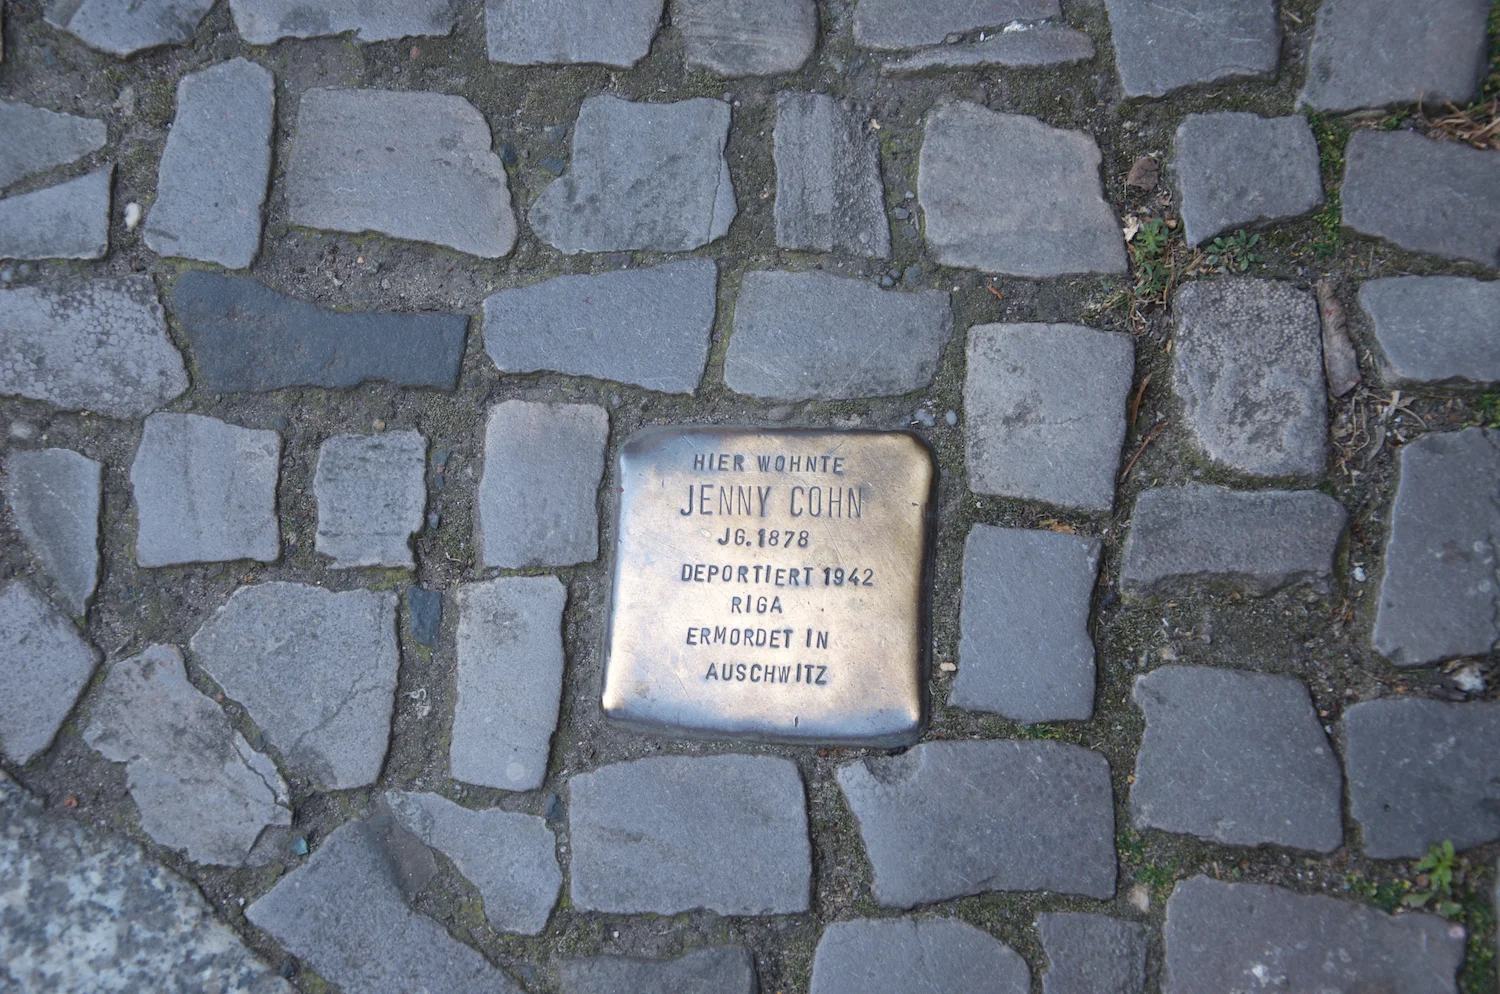 HIER WOHNTE
JENNY COHN
JG. 1878
DEPORTIERT 1942
RIGA
ERMORDET IN
AUSCHWITZ